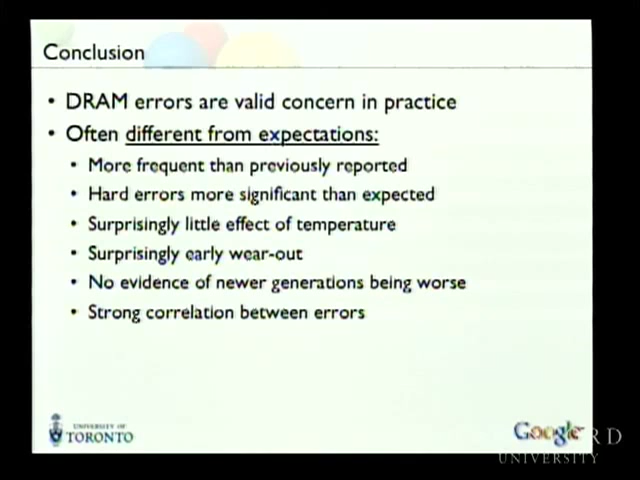 Conclusion
• DRAM errors are valid concern in practice
• Often different from expectations:
• More frequent than previously reported
• Hard errors more significant than expected
• Surprisingly little effect of temperature
• Surprisingly early wear-out
• No evidence of newer generations being worse
• Strong correlation between errors
UNIVERSITY OF
TORONTO
Google
UNIVERSITY